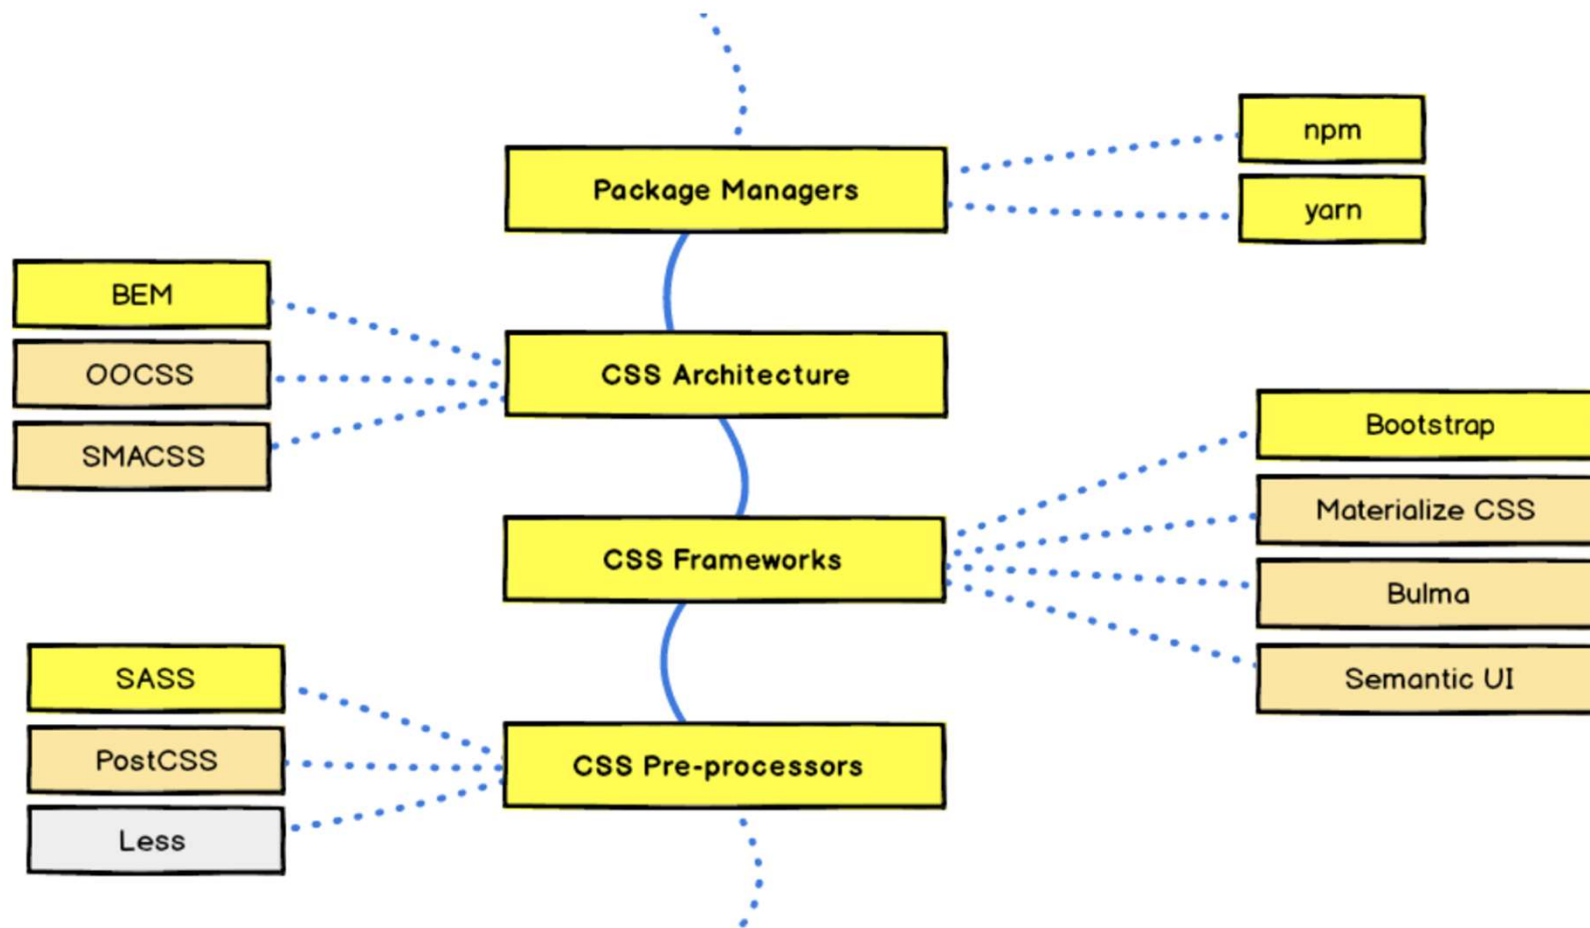 npm
Package Managers
yarn
BEM
OOCSS
CSS Architecture
SMACSS
Bootstrap
Materialize CSS
CSS Frameworks
Bulma
Semantic UI
SASS
PostCSS
CSS Pre-processors
Less